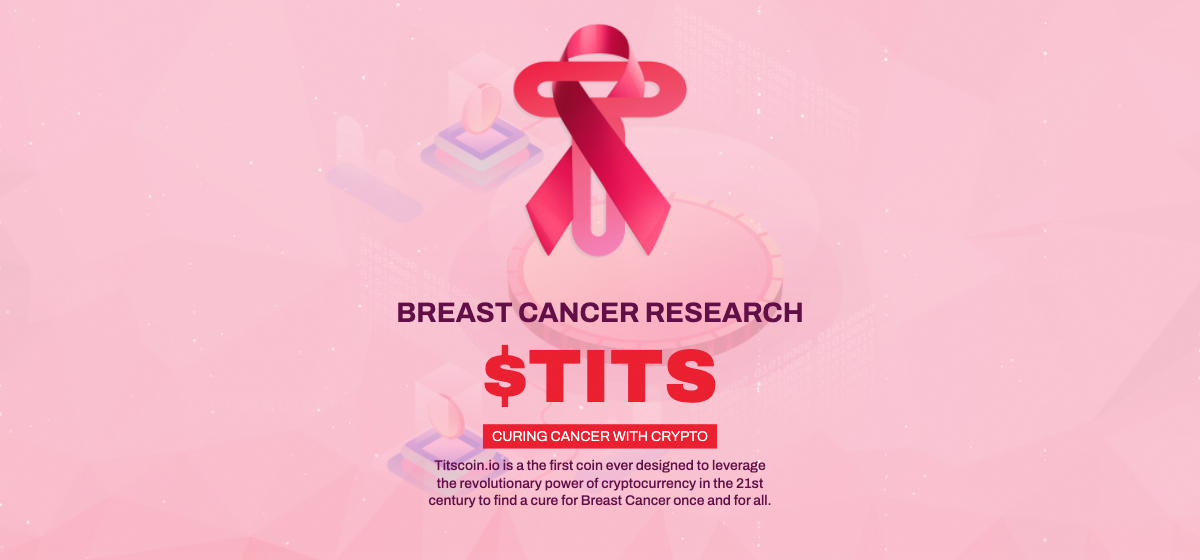 BREAST CANCER RESEARCH
$TITS
CURING CANCER WITH CRYPTO
Titscoin.io is a the first coin ever designed to leverage
the revolutionary power of cryptocurrency in the 21st
century to find a cure for Breast Cancer once and for all.